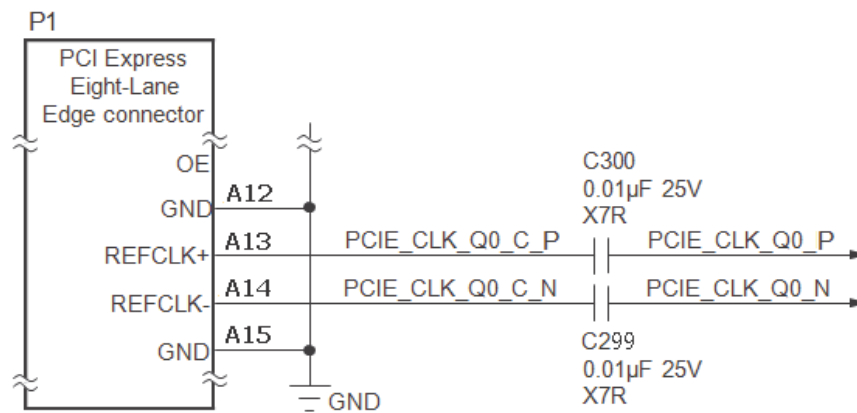 P1
PCI Express
Eight-Lane
Edge connector
OE
GND A12
REFCLK+ A13 PCIE_CLK_Q0_C_P
C300
0.01µF 25V
X7R
PCIE_CLK_Q0_P
REFCLK- A14 PCIE_CLK_Q0_C_N PCIE_CLK_Q0_N
GND A15
C299
0.01µF 25V
X7R
GND